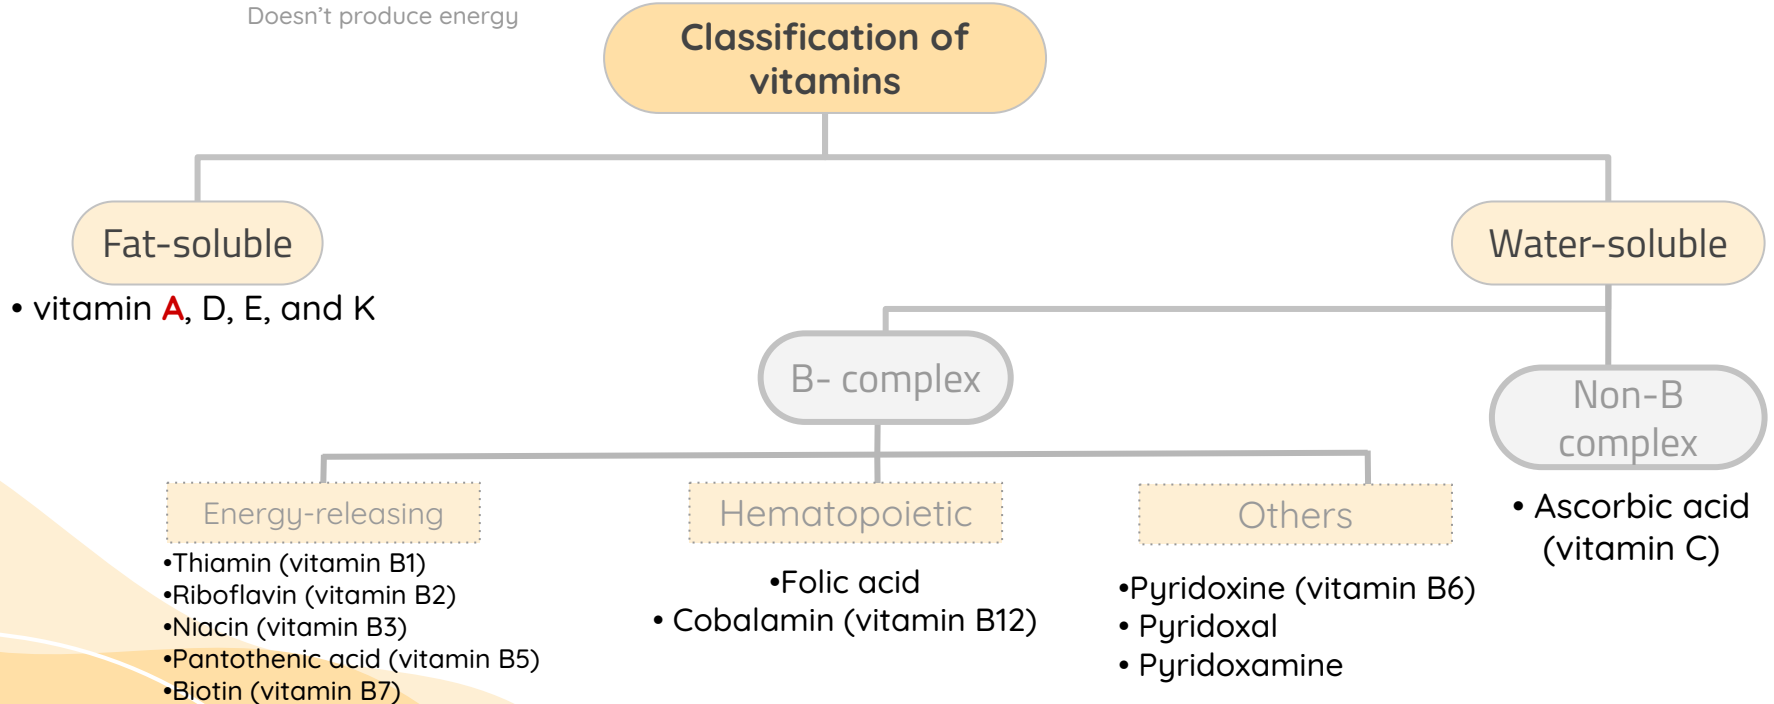 Doesn't produce energy
Classification of
vitamins
Fat-soluble
• vitamin A, D, E, and K
Water-soluble
B- complex
Non-B
complex
Energy-releasing
•Thiamin (vitamin B1)
•Riboflavin (vitamin B2)
•Niacin (vitamin B3)
•Pantothenic acid (vitamin B5)
•Biotin (vitamin B7)
Hematopoietic
•Folic acid
• Cobalamin (vitamin B12)
Others
•Pyridoxine (vitamin B6)
• Pyridoxal
• Pyridoxamine
• Ascorbic acid
(vitamin C)